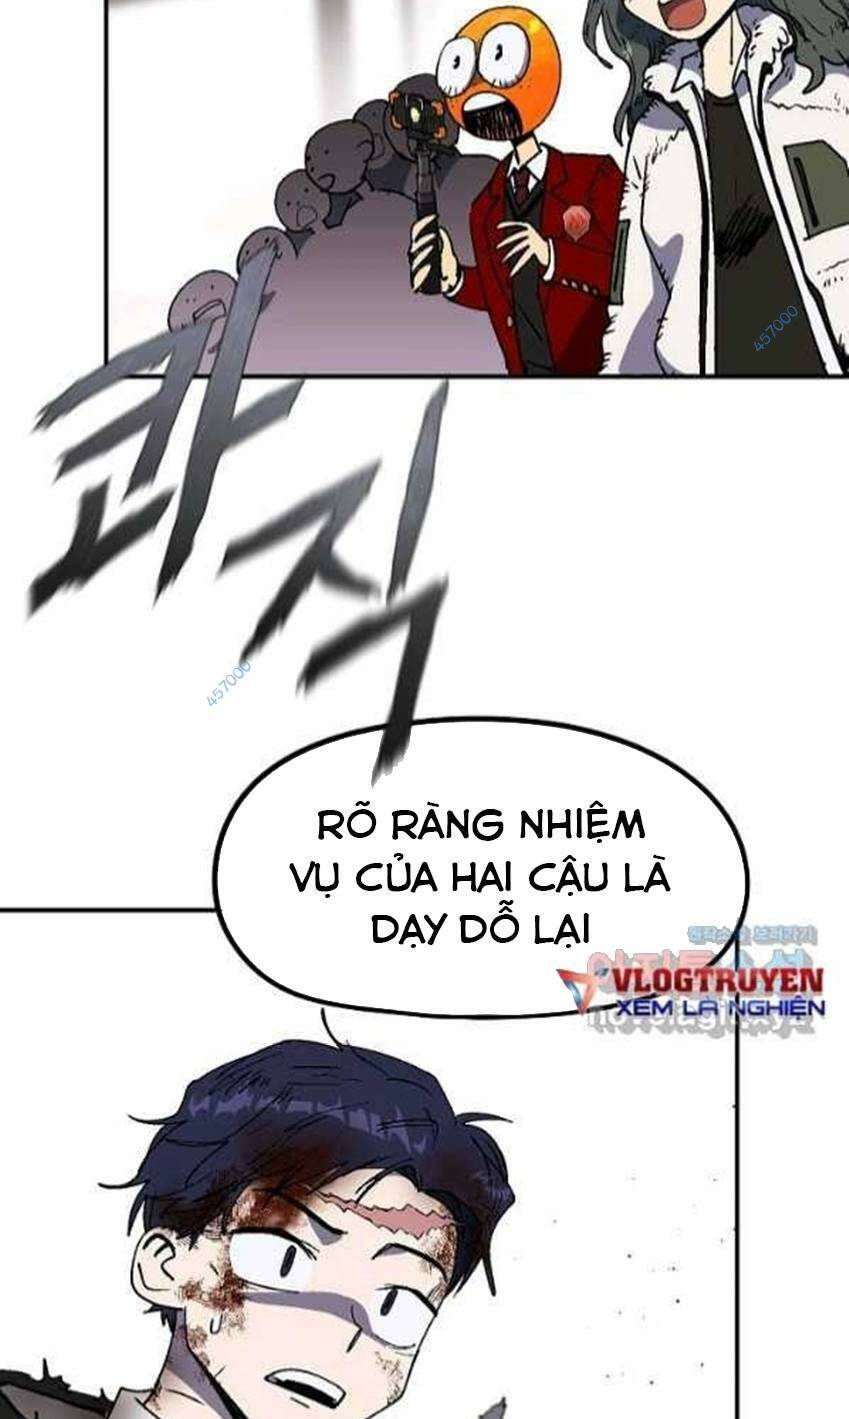 457000
콰직
457000
RÕ RÀNG NHIỆM
VỤ CỦA HAI CẬU LÀ
DẠY DỖ LẠI
VLOGTRUYEN
XEM LÀ NGHIỆN